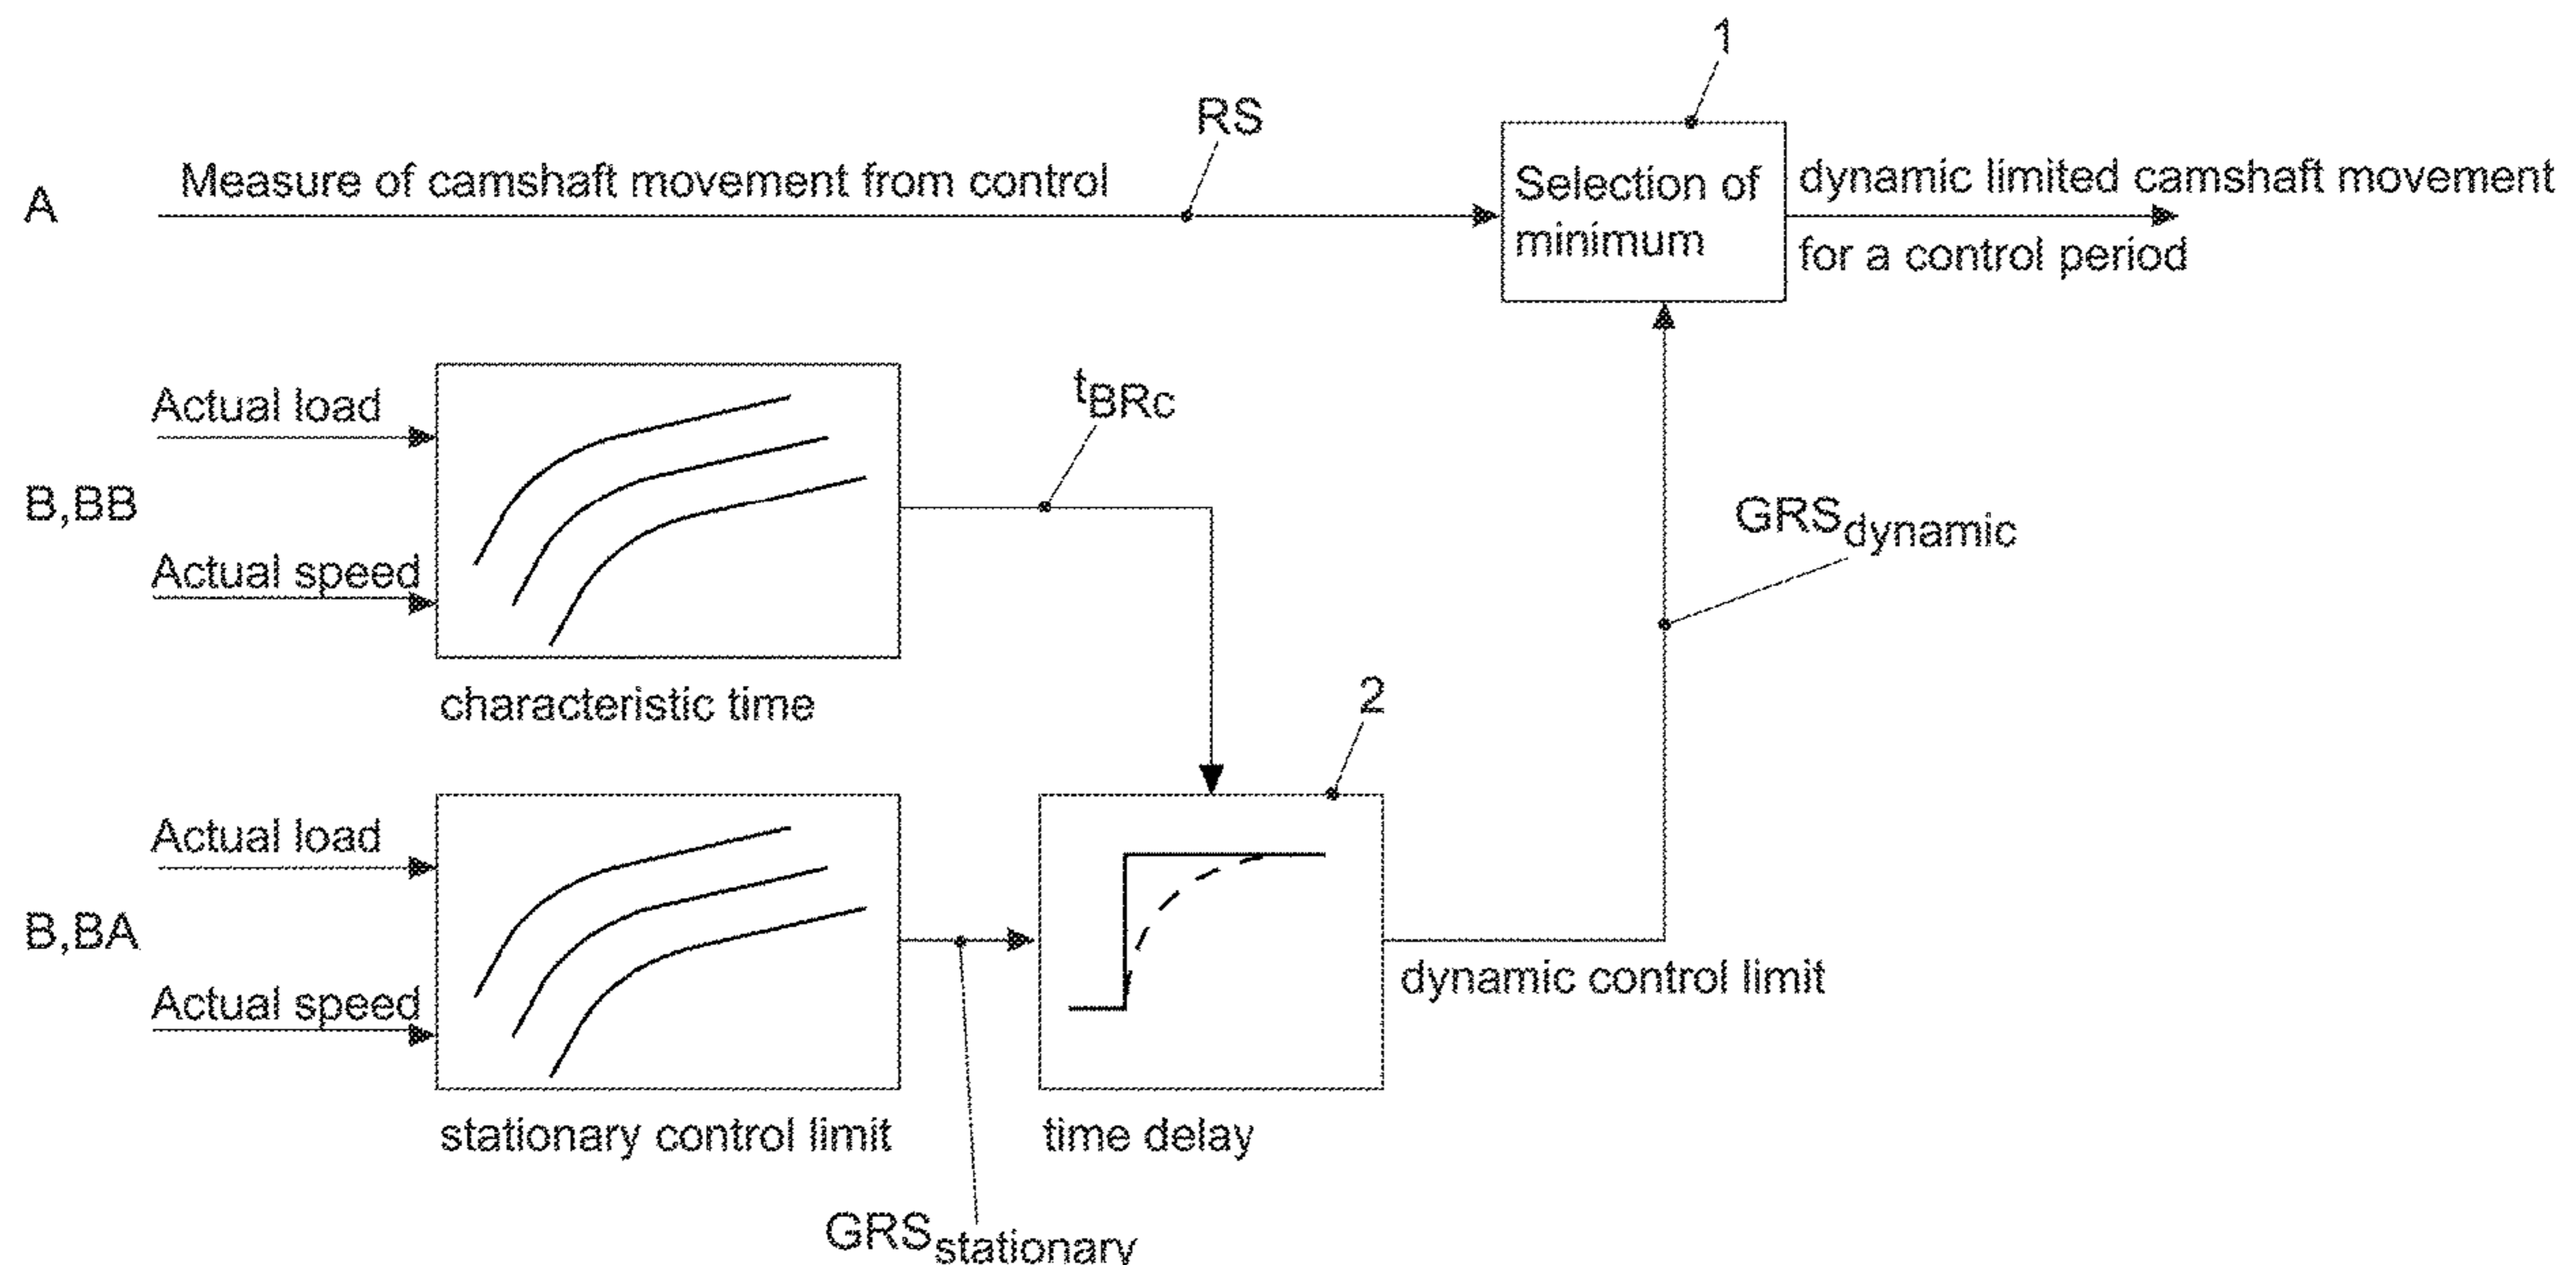 1
RS
A
Measure of camshaft movement from control
Selection of
minimum
dynamic limited camshaft movement
for a control period
Actual load
tBRc
B,BB
GRSdynamic
Actual speed
characteristic time
2
Actual load
B,BA
Actual speed
dynamic control limit
stationary control limit
time delay
GRSstationary